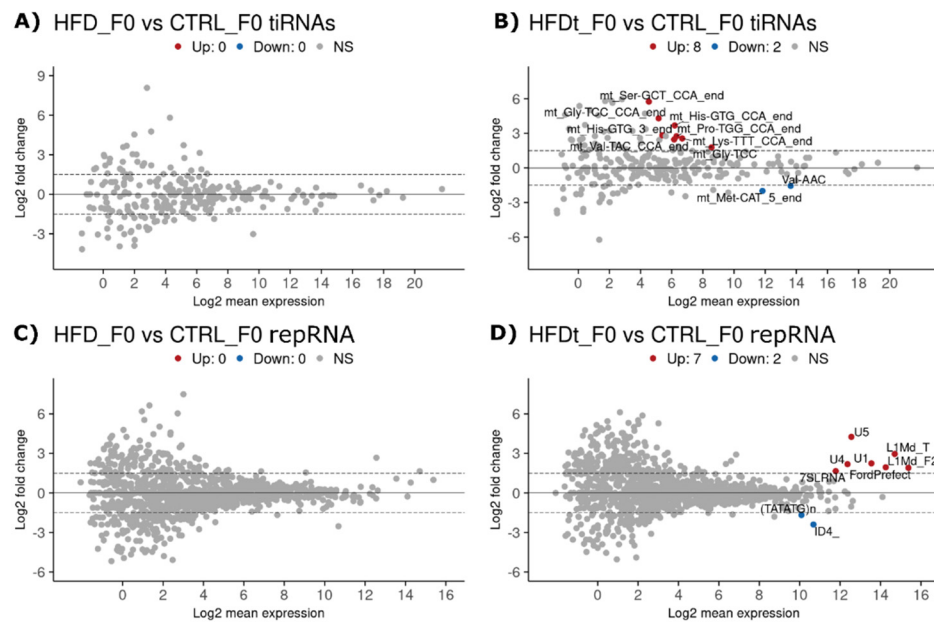 A) HFD_F0 vs CTRL_F0 tiRNAs
Up: 0 Down: 0 NS
9
6
3
0
-3
Log2 fold change
0 2 4 6 8 10 12 14 16 18 20 22
Log2 mean expression
B) HFDt_F0 vs CTRL_F0 tiRNAs
Up: 8 Down: 2 NS
6
3
0
-3
-6
Log2 fold change
mt_Ser-GCT_CCA_end
mt_Gly-TCC_CCA_end
mt_His-GTG_CCA_end
mt_His-GTG_3_end
mt_Pro-TGG_CCA_end
mt_Lys-TTT_CCA_end
mt_Val-TAC_CCA_end
mt_Gly-TCC
Val-AAC
mt_Met-CAT_5_end
0 2 4 6 8 10 12 14 16 18 20
Log2 mean expression
C) HFD_F0 vs CTRL_F0 repRNA
Up: 0 Down: 0 NS
6
3
0
-3
-6
Log2 fold change
0 2 4 6 8 10 12 14 16
Log2 mean expression
D) HFDt_F0 vs CTRL_F0 repRNA
Up: 7 Down: 2 NS
6
3
0
-3
-6
Log2 fold change
U5
L1Md_T
U4 U1
L1Md_F2
7SLRNA FordPrefect
(TATATG)n
ID4_
0 2 4 6 8 10 12 14 16
Log2 mean expression